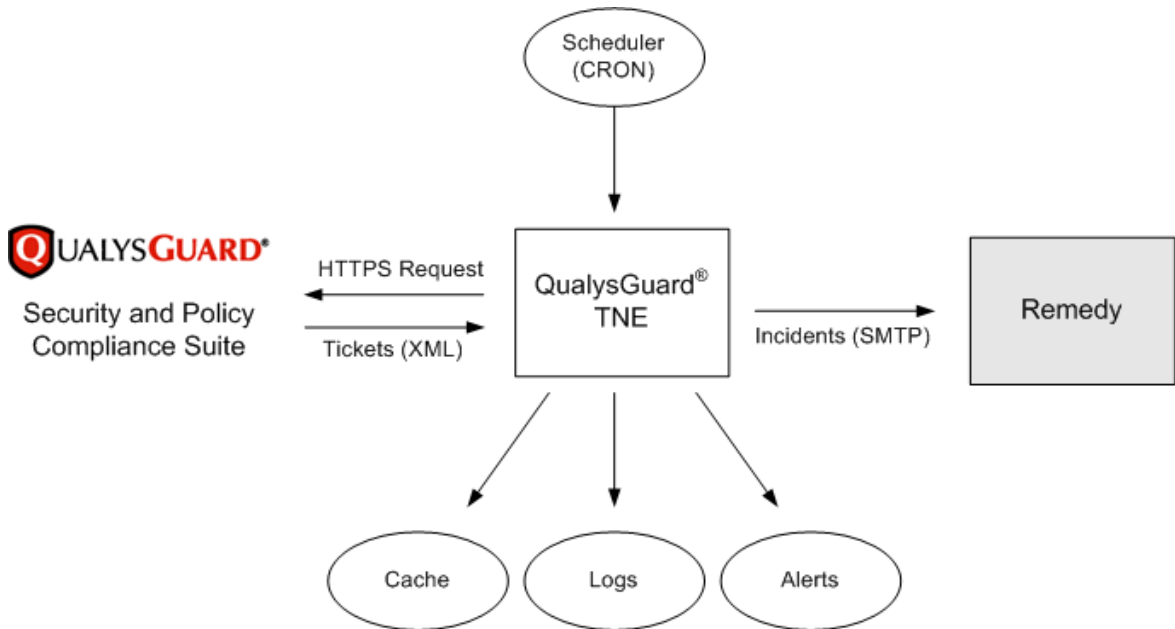 Scheduler
(CRON)
QUALYSGUARD®
Security and Policy
Compliance Suite
HTTPS Request
Tickets (XML)
QualysGuard®
TNE
Incidents (SMTP)
Remedy
Cache
Logs
Alerts